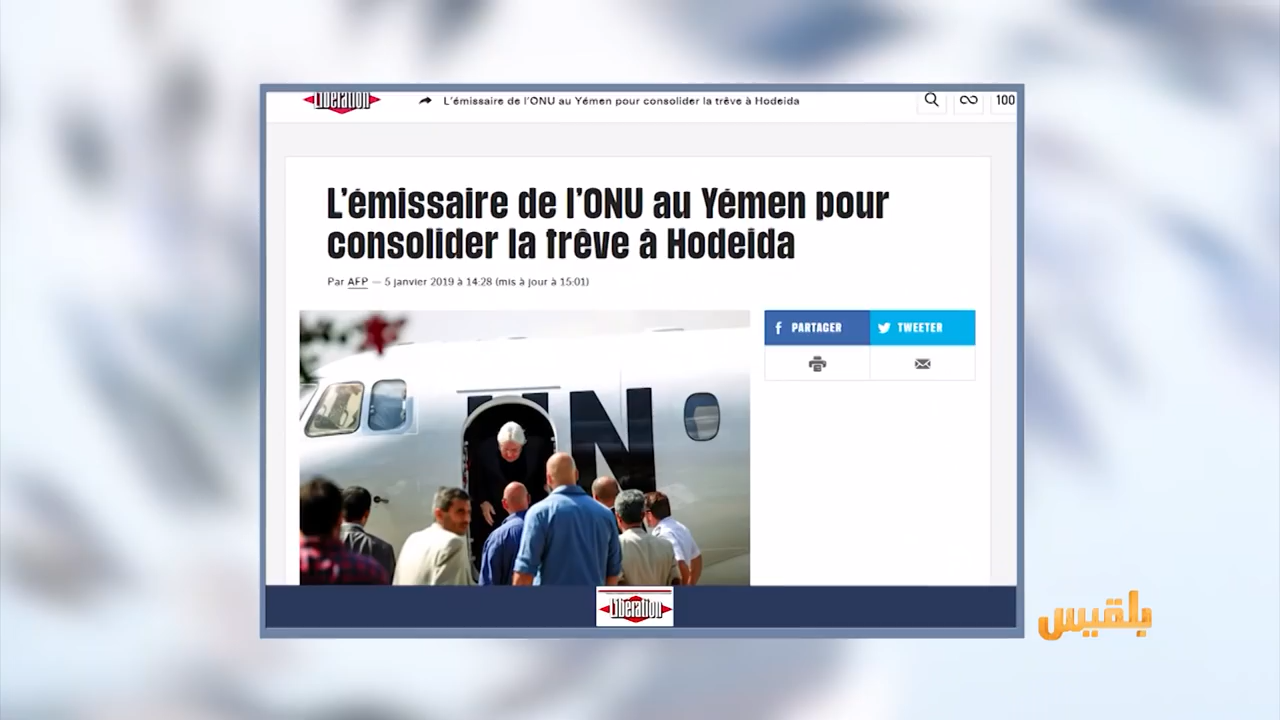 Libération
L'émissaire de l'ONU au Yémen pour consolider la trêve à Hodeida
100
L'émissaire de l'ONU au Yémen pour
consolider la trêve à Hodeida
Par AFP — 5 janvier 2019 à 14:28 (mis à jour à 15:01)
PARTAGER
TWEETER
UN
Libération
بلقيس